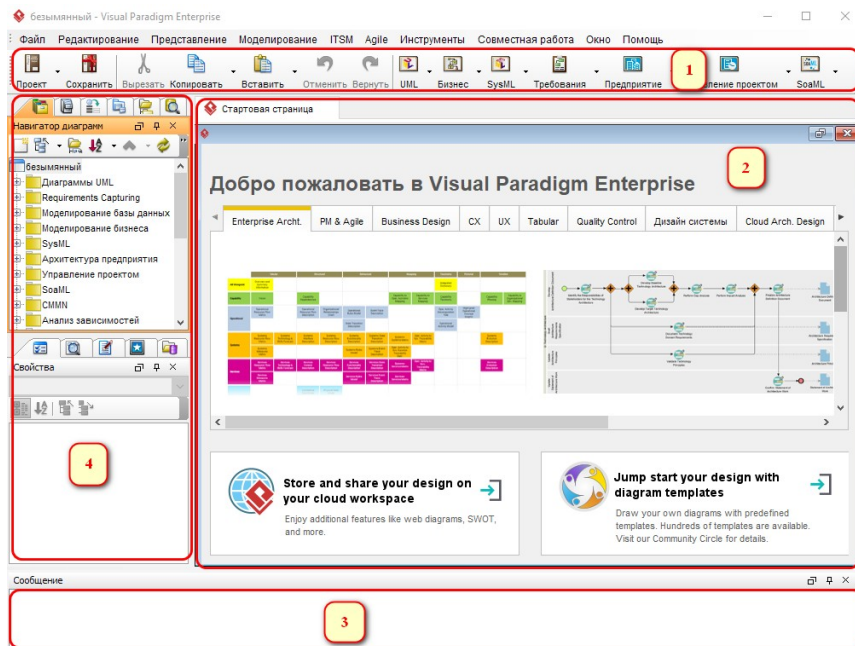 безымянный - Visual Paradigm Enterprise
Файл Редактирование Представление Моделирование ITSM Agile Инструменты Совместная работа Окно Помощь
Проект Сохранить Вырезать Копировать Вставить Отменить Вернуть UML Бизнес SysML Требования Предприятие ление проектом SoaML
1
Стартовая страница
Навигатор диаграмм
безымянный
Диаграммы UML
Requirements Capturing
Моделирование базы данных
Моделирование бизнеса
SysML
Архитектура предприятия
Управление проектом
SoaML
CMMN
Анализ зависимостей
Свойства
4
2
Добро пожаловать в Visual Paradigm Enterprise
Enterprise Archt. PM & Agile Business Design CX UX Tabular Quality Control Дизайн системы Cloud Arch. Design
Store and share your design on
your cloud workspace
Enjoy additional features like web diagrams, SWOT,
and more.
Jump start your design with
diagram templates
Draw your own diagrams with predefined
templates. Hundreds of templates are available.
Visit our Community Circle for details.
Сообщение
3